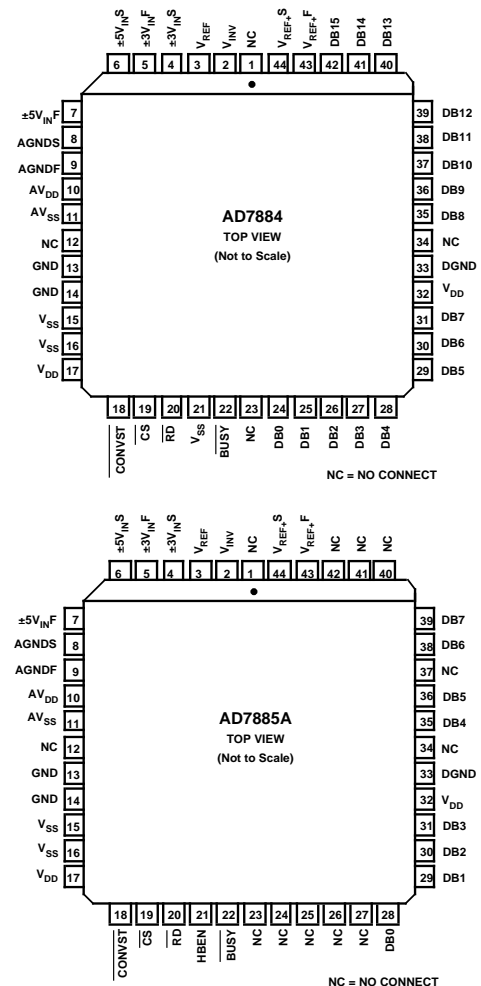 ±5VINS ±3VINF ±3VINS VREF VINV NC VREF+S VREF+F DB15 DB14 DB13
6 5 4 3 2 1 44 43 42 41 40
±5VINF 7
AGNDS 8
AGNDF 9
AVDD 10
AVSS 11
NC 12
GND 13
GND 14
VSS 15
VSS 16
VDD 17
AD7884
TOP VIEW
(Not to Scale)
39 DB12
38 DB11
37 DB10
36 DB9
35 DB8
34 NC
33 DGND
32 VDD
31 DB7
30 DB6
29 DB5
18 19 20 21 22 23 24 25 26 27 28
CONVST CS RD VSS BUSY NC DB0 DB1 DB2 DB3 DB4
NC = NO CONNECT
±5VINS ±3VINF ±3VINS VREF VINV NC VREF+S VREF+F NC NC NC
6 5 4 3 2 1 44 43 42 41 40
±5VINF 7
AGNDS 8
AGNDF 9
AVDD 10
AVSS 11
NC 12
GND 13
GND 14
VSS 15
VSS 16
VDD 17
AD7885A
TOP VIEW
(Not to Scale)
39 DB7
38 DB6
37 NC
36 DB5
35 DB4
34 NC
33 DGND
32 VDD
31 DB3
30 DB2
29 DB1
18 19 20 21 22 23 24 25 26 27 28
CONVST CS RD HBEN BUSY NC NC NC NC NC DB0
NC = NO CONNECT